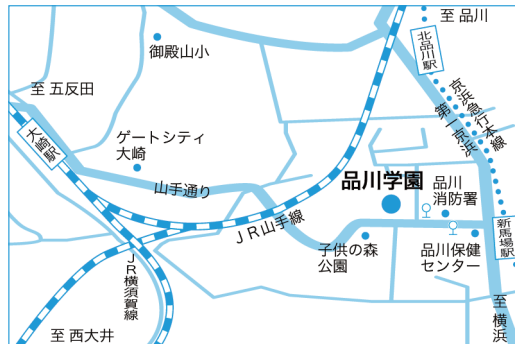 至 品川
御殿山小
北品川駅
至 五反田
京浜急行本線
第一京浜
大崎駅
ゲートシティ
大崎
山手通り
品川学園
品川
消防署
JR山手線
新馬場駅
子供の森
公園
品川保健
センター
JR横須賀線
至 横浜
至 西大井